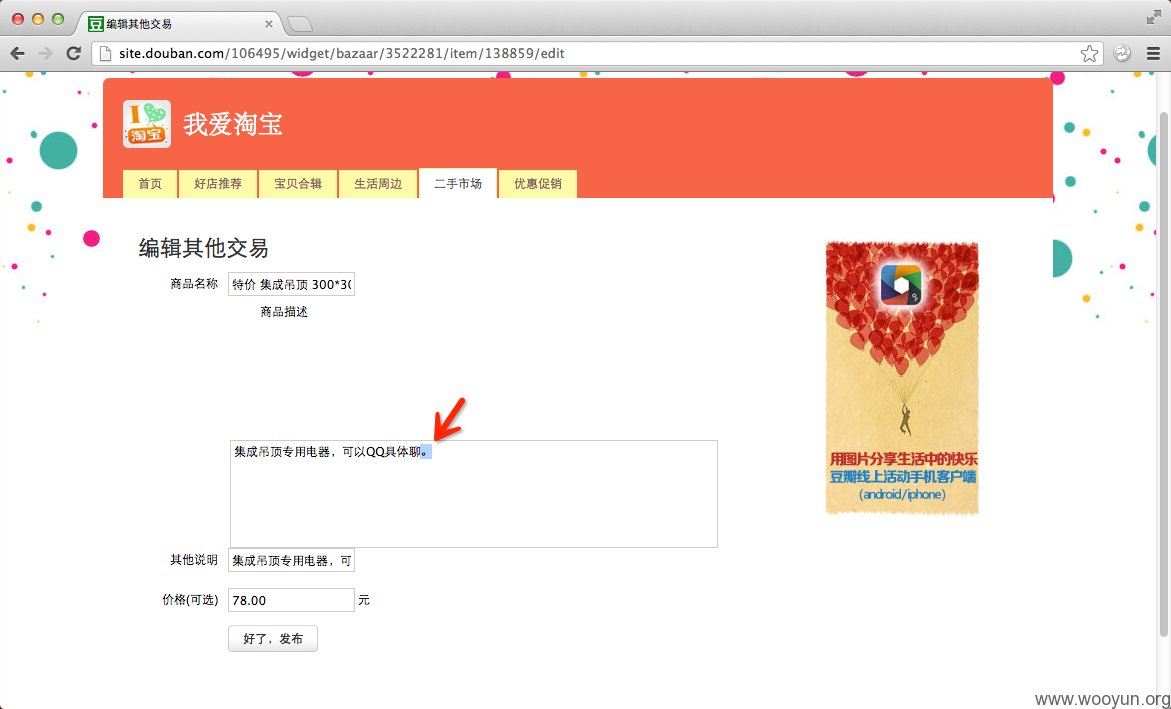 编辑其他交易
site.douban.com/106495/widget/bazaar/3522281/item/138859/edit
I
淘宝
我爱淘宝
首页 好店推荐 宝贝合辑 生活周边 二手市场 优惠促销
编辑其他交易
商品名称 特价 集成吊顶 300*30
商品描述
集成吊顶专用电器，可以QQ具体聊。
用图片分享生活中的快乐
豆瓣线上活动手机客户端
(android/iphone)
其他说明 集成吊顶专用电器，可
价格(可选) 78.00 元
好了，发布
www.wooyun.org